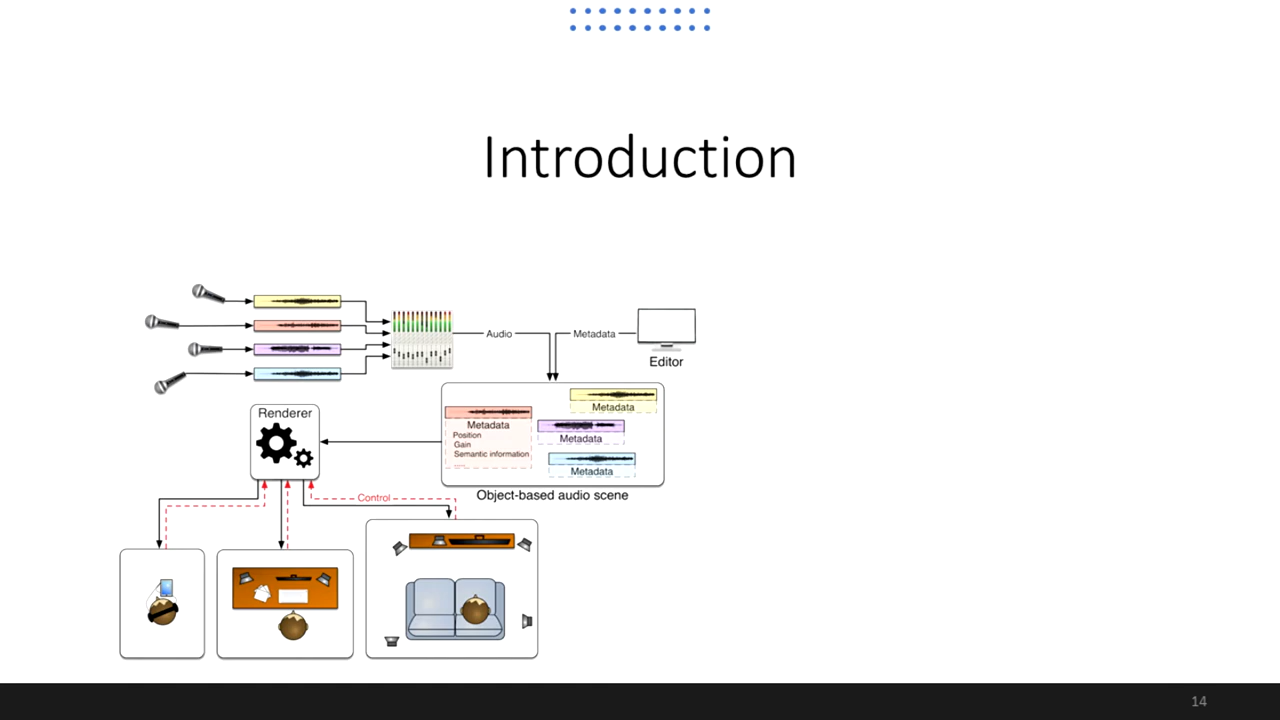 Introduction
Audio
Metadata
Editor
Renderer
Metadata
Metadata
Position
Gain
Semantic information
Metadata
Metadata
Object-based audio scene
Control
14